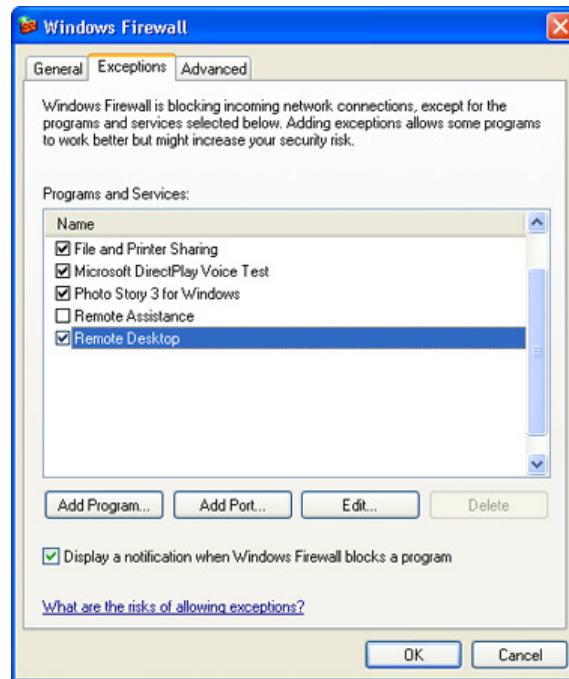 Windows Firewall
General
Exceptions
Advanced
Windows Firewall is blocking incoming network connections, except for the
programs and services selected below. Adding exceptions allows some programs
to work better but might increase your security risk.
Programs and Services:
Name
File and Printer Sharing
Microsoft DirectPlay Voice Test
Photo Story 3 for Windows
Remote Assistance
Remote Desktop
Add Program...
Add Port...
Edit...
Delete
Display a notification when Windows Firewall blocks a program
What are the risks of allowing exceptions?
OK
Cancel